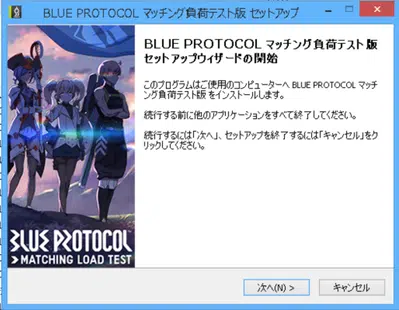 BLUE PROTOCOL マッチング負荷テスト版 セットアップ
BLUE PROTOCOL マッチング負荷テスト版
セットアップウィザードの開始
このプログラムはご使用のコンピューターへ BLUE PROTOCOL マッチ
ング負荷テスト版 をインストールします。
続行する前に他のアプリケーションをすべて終了してください。
続行するには「次へ」、セットアップを終了するには「キャンセル」をク
リックしてください。
BLUE PROTOCOL
> MATCHING LOAD TEST
次へ(N) >
キャンセル